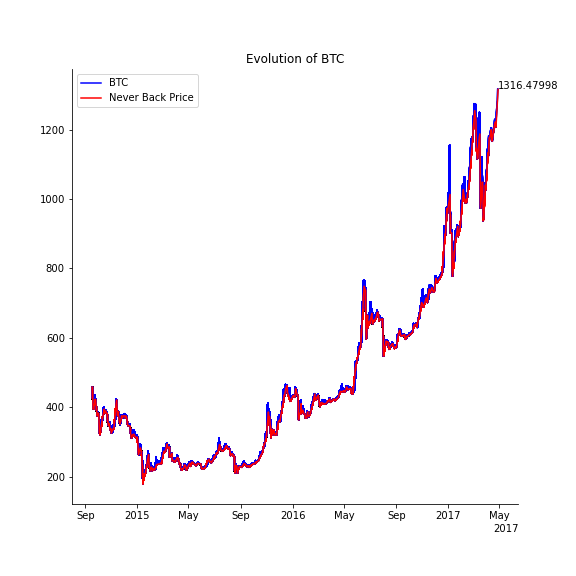 Evolution of BTC
BTC
Never Back Price
1316.47998
1200
1000
800
600
400
200
Sep
2015
May
Sep
2016
May
Sep
2017
May
2017